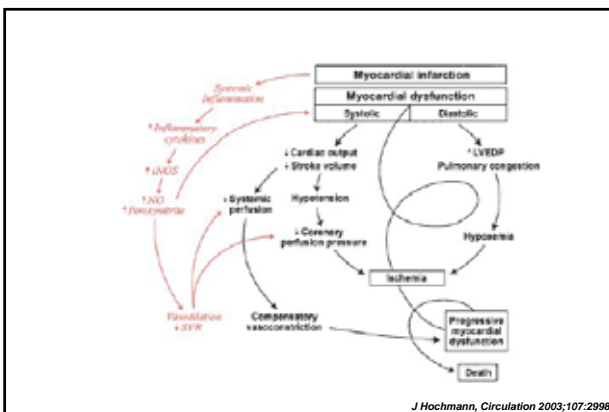 Myocardial infarction
Myocardial dysfunction
Systolic
Diastolic
Systemic
Inflammation
↑ Inflammatory
cytokines
↑ iNOS
↑ NO
↑ Peroxynitrite
Vasodilation
↓ SVR
↓ Cardiac output
↓ Stroke volume
↓ Systemic
perfusion
Hypotension
↓ Coronary
perfusion pressure
↑ LVEDP
Pulmonary congestion
Hypoxemia
Ischemia
Compensatory
vasoconstriction
Progressive
myocardial
dysfunction
Death
J Hochmann, Circulation 2003;107:2998